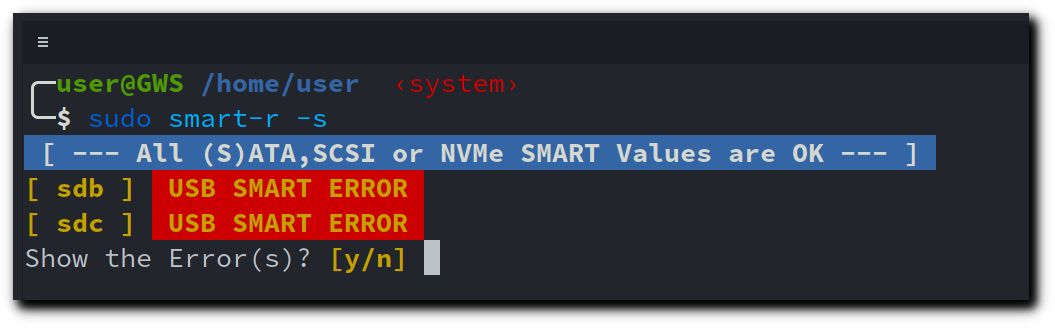 user@GWS /home/user ‹system›
$ sudo smart-r -s
[ --- All (S)ATA,SCSI or NVMe SMART Values are OK --- ]
[ sdb ] USB SMART ERROR
[ sdc ] USB SMART ERROR
Show the Error(s)? [y/n]